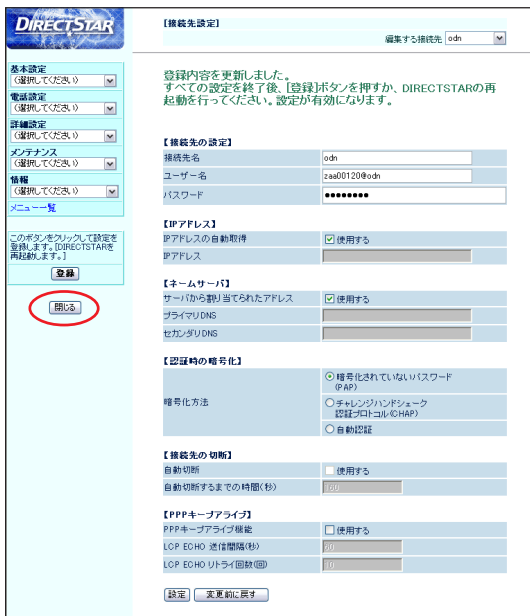 DIRECTSTAR
基本設定
(選択してください)
電話設定
(選択してください)
詳細設定
(選択してください)
メンテナンス
(選択してください)
情報
(選択してください)
メニュー一覧
このボタンをクリックして設定を
登録します。[DIRECTSTARを
再起動します。]
登録
閉じる
[接続先設定]
編集する接続先 odn
登録内容を更新しました。
すべての設定を終了後、[登録]ボタンを押すか、DIRECTSTARの再
起動を行ってください。設定が有効になります。
【接続先の設定】
接続先名 odn
ユーザー名 zaa00120@odn
パスワード ●●●●●●●●
【IPアドレス】
IPアドレスの自動取得 使用する
IPアドレス
【ネームサーバ】
サーバから割り当てられたアドレス 使用する
プライマリDNS
セカンダリDNS
【認証時の暗号化】
暗号化方法
暗号化されていないパスワード
(PAP)
チャレンジハンドシェーク
認証プロトコル(CHAP)
自動認証
【接続先の切断】
自動切断 使用する
自動切断するまでの時間(秒)
【PPPキープアライブ】
PPPキープアライブ機能 使用する
LCP ECHO 送信間隔(秒)
LCP ECHO リトライ回数(回) 10
設定 変更前に戻す